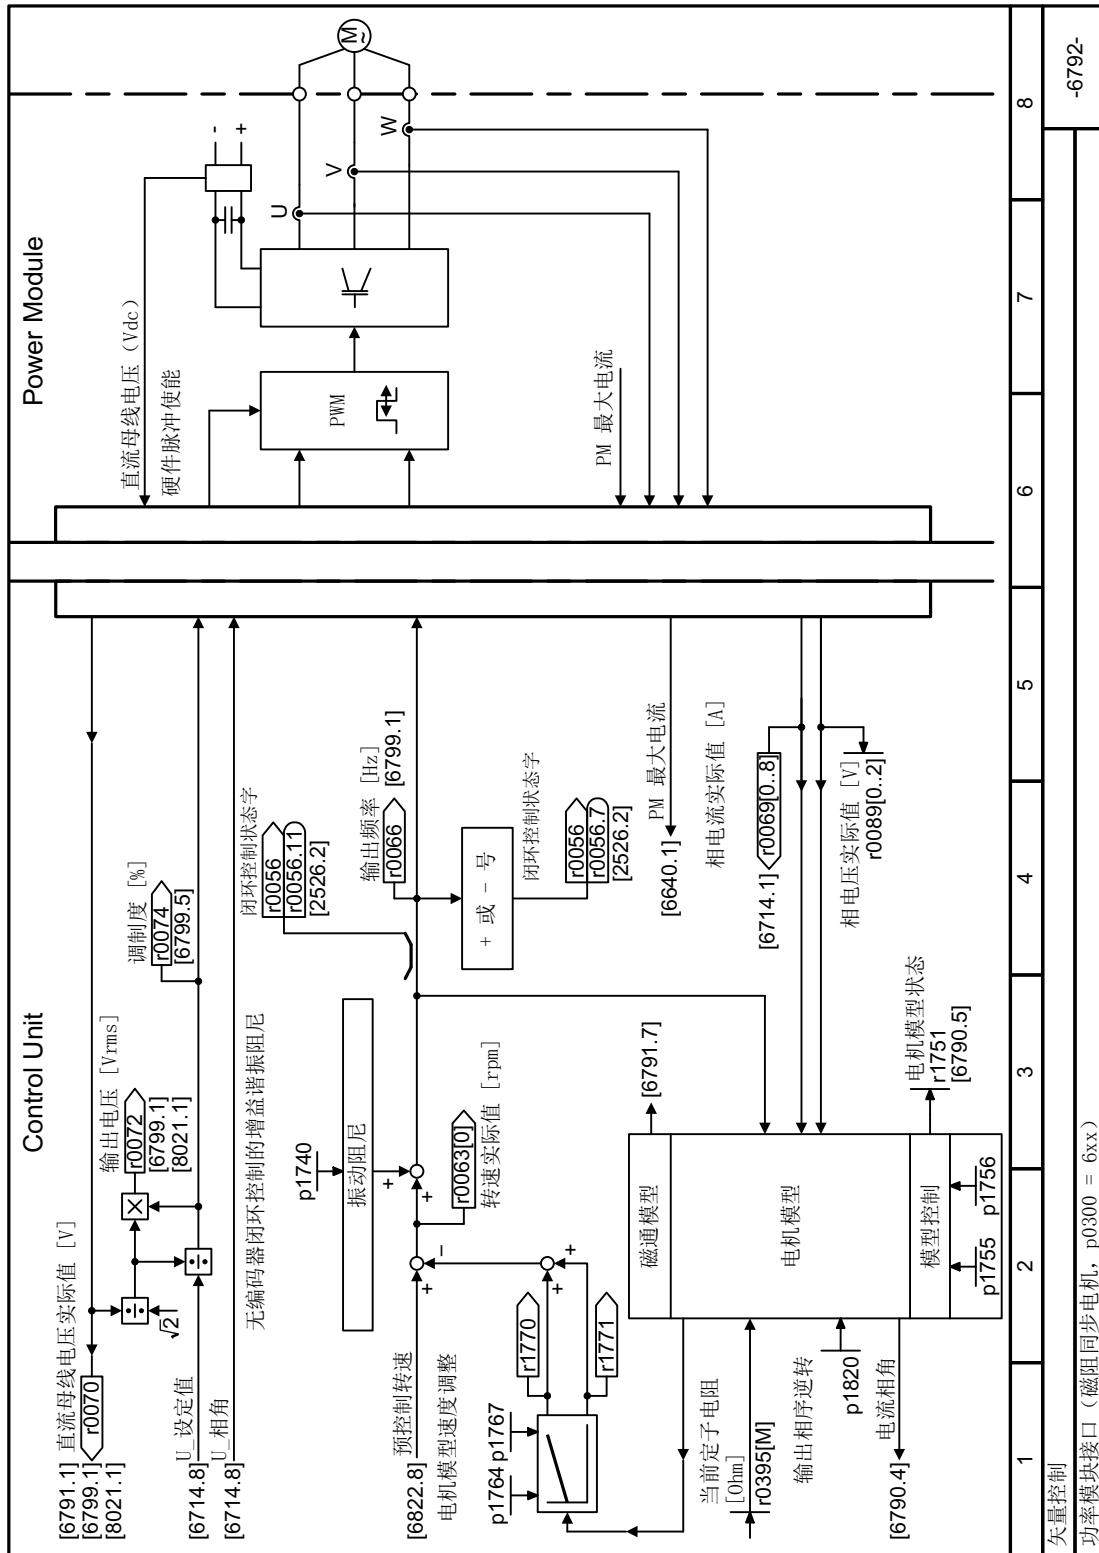 Control Unit
Power Module
[6791.1] 直流母线电压实际值 [V]
[6799.1] r0070
[8021.1]
√2
输出电压 [Vrms]
r0072
[6799.1]
[8021.1]
调制度 [%]
r0074
[6799.5]
[6714.8] U_设定值
[6714.8] U_相角
无编码器闭环控制的增益谐振阻尼
闭环控制状态字
r0056
r0056.11
[2526.2]
p1740
振动阻尼
输出频率 [Hz]
r0066
[6799.1]
[6822.8] 预控制转速
电机模型速度调整
+
-
+
+
r0063[0]
转速实际值 [rpm]
+ 或 - 号
闭环控制状态字
r0056
r0056.7
[2526.2]
p1764 p1767
r1770
r1771
+
+
PM 最大电流
[6640.1]
相电流实际值 [A]
[6714.1] r0069[0..8]
相电压实际值 [V]
r0089[0..2]
磁通模型
[6791.7]
电机模型
模型控制
电机模型状态
r1751
[6790.5]
p1755 p1756
当前定子电阻
[Ohm]
r0395[M]
输出相序逆转
p1820
电流相角
[6790.4]
直流母线电压 (Vdc)
硬件脉冲使能
PWM
-
+
U
V
W
M
~
PM 最大电流
1 2 3 4 5 6 7 8
矢量控制
功率模块接口 (磁阻同步电机, p0300 = 6xx)
-6792-